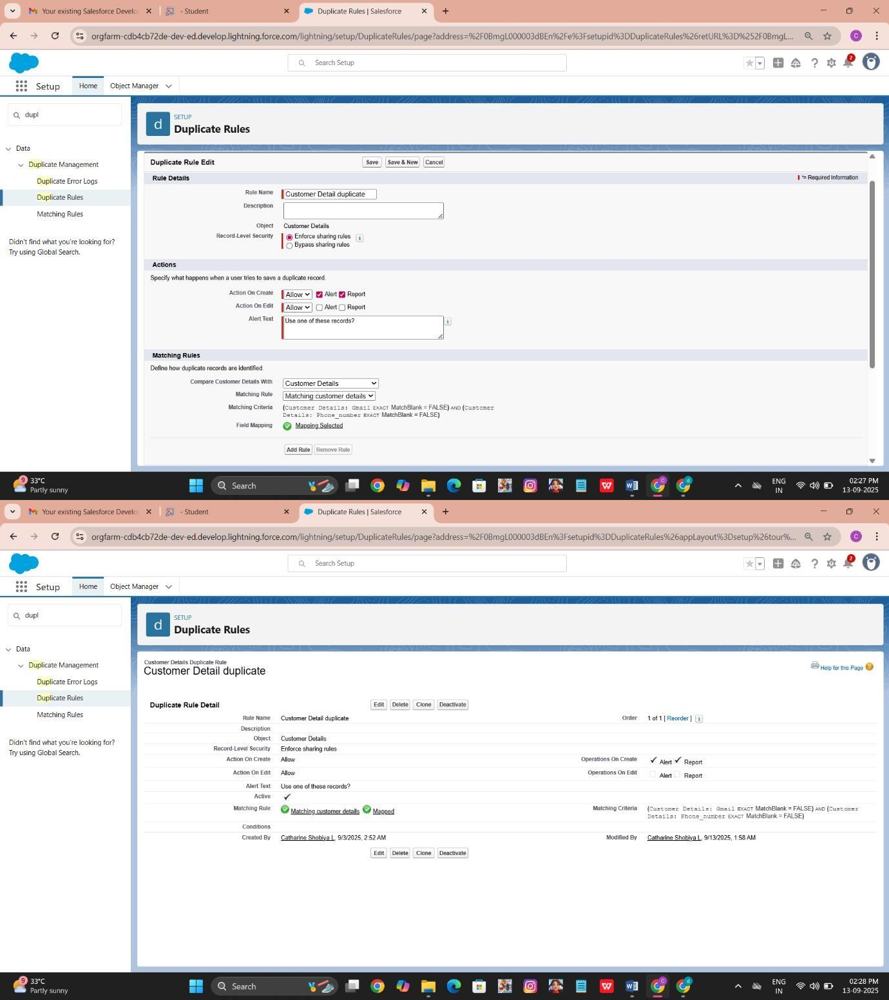 Your existing Salesforce Develo
- Student
Duplicate Rules | Salesforce
orgfarm-cdb4cb72de-dev-ed.develop.lightning.force.com/lightning/setup/DuplicateRules/page?address=%2F0BmgL000003dBEn%2Fe%3Fsetupid%3DDuplicateRules%26retURL%3D%252F0BmgL...
C
Search Setup
2
Setup
Home
Object Manager
dupl
Data
Duplicate Management
Duplicate Error Logs
Duplicate Rules
Matching Rules
Didn't find what you're looking for?
Try using Global Search.
d
SETUP
Duplicate Rules
Duplicate Rule Edit
Save
Save & New
Cancel
Rule Details
= Required Information
Rule Name
Customer Detail duplicate
Description
Object
Customer Details
Record-Level Security
Enforce sharing rules
Bypass sharing rules
Actions
Specify what happens when a user tries to save a duplicate record.
Action On Create
Allow
Alert
Report
Action On Edit
Allow
Alert
Report
Alert Text
Use one of these records?
Matching Rules
Define how duplicate records are identified.
Compare Customer Details With
Customer Details
Matching Rule
Matching customer details
Matching Criteria
(Customer Details: Gmail EXACT MatchBlank = FALSE) AND (Customer
Details: Phone_number EXACT MatchBlank = FALSE)
Field Mapping
Mapping Selected
Add Rule
Remove Rule
9
33°C
Partly sunny
Search
ENG
IN
02:27 PM
13-09-2025
Your existing Salesforce Develo
- Student
Duplicate Rules | Salesforce
orgfarm-cdb4cb72de-dev-ed.develop.lightning.force.com/lightning/setup/DuplicateRules/page?address=%2F0BmgL000003dBEn%3Fsetupid%3DDuplicateRules%26appLayout%3Dsetup%26tour%...
C
Search Setup
2
Setup
Home
Object Manager
dupl
Data
Duplicate Management
Duplicate Error Logs
Duplicate Rules
Matching Rules
Didn't find what you're looking for?
Try using Global Search.
d
SETUP
Duplicate Rules
Customer Details Duplicate Rule
Customer Detail duplicate
Help for this Page
Duplicate Rule Detail
Edit
Delete
Clone
Deactivate
Rule Name
Customer Detail duplicate
Order
1 of 1 [ Reorder ]
Description
Object
Customer Details
Record-Level Security
Enforce sharing rules
Action On Create
Allow
Operations On Create
Alert
Report
Action On Edit
Allow
Operations On Edit
Alert
Report
Alert Text
Use one of these records?
Active
Matching Rule
Matching customer details
Mapped
Matching Criteria
(Customer Details: Gmail EXACT MatchBlank = FALSE) AND (Customer
Details: Phone_number EXACT MatchBlank = FALSE)
Conditions
Created By
Catharine Shobiya L, 9/3/2025, 2:52 AM
Modified By
Catharine Shobiya L, 9/13/2025, 1:58 AM
Edit
Delete
Clone
Deactivate
9
33°C
Partly sunny
Search
ENG
IN
02:28 PM
13-09-2025